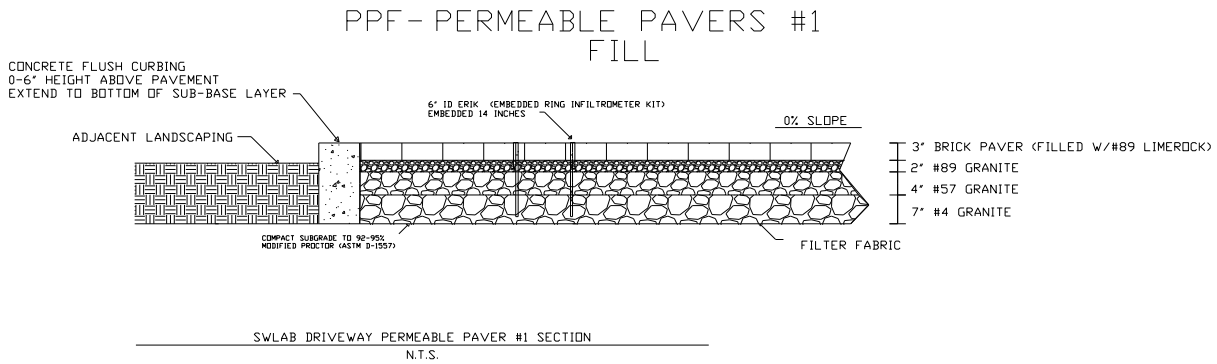 PPF- PERMEABLE PAVERS #1
FILL
CONCRETE FLUSH CURBING
0-6" HEIGHT ABOVE PAVEMENT
EXTEND TO BOTTOM OF SUB-BASE LAYER
6" ID ERIK (EMBEDDED RING INFILTROMETER KIT)
EMBEDDED 14 INCHES
0% SLOPE
ADJACENT LANDSCAPING
3" BRICK PAVER (FILLED W/#89 LIMEROCK)
2" #89 GRANITE
4" #57 GRANITE
7" #4 GRANITE
COMPACT SUBGRADE TO 92-95%
MODIFIED PROCTOR (ASTM D-1557)
FILTER FABRIC
SWLAB DRIVEWAY PERMEABLE PAVER #1 SECTION
N.T.S.